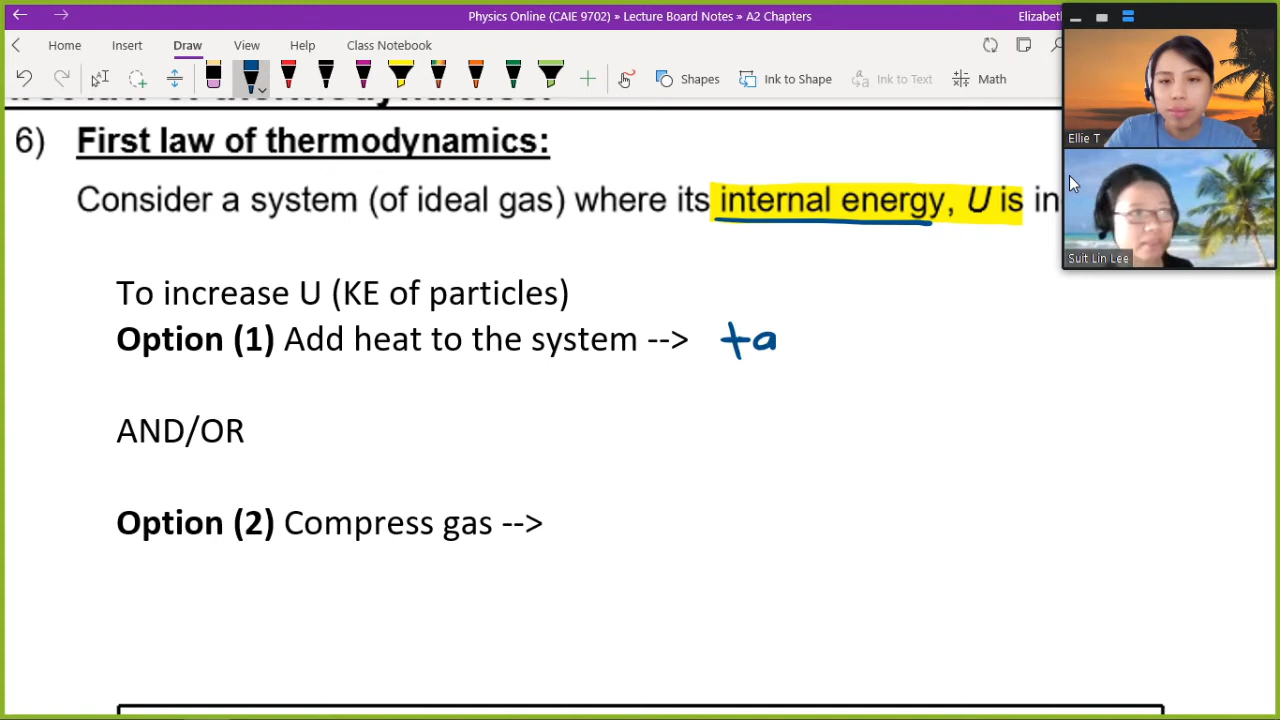 Physics Online (CAIE 9702) » Lecture Board Notes » A2 Chapters
Elizabeth
Home Insert Draw View Help Class Notebook
Shapes Ink to Shape Ink to Text Math
6) First law of thermodynamics:
Consider a system (of ideal gas) where its internal energy, U is in
To increase U (KE of particles)
Option (1) Add heat to the system --> +a
AND/OR
Option (2) Compress gas -->
Ellie T
Suit Lin Lee